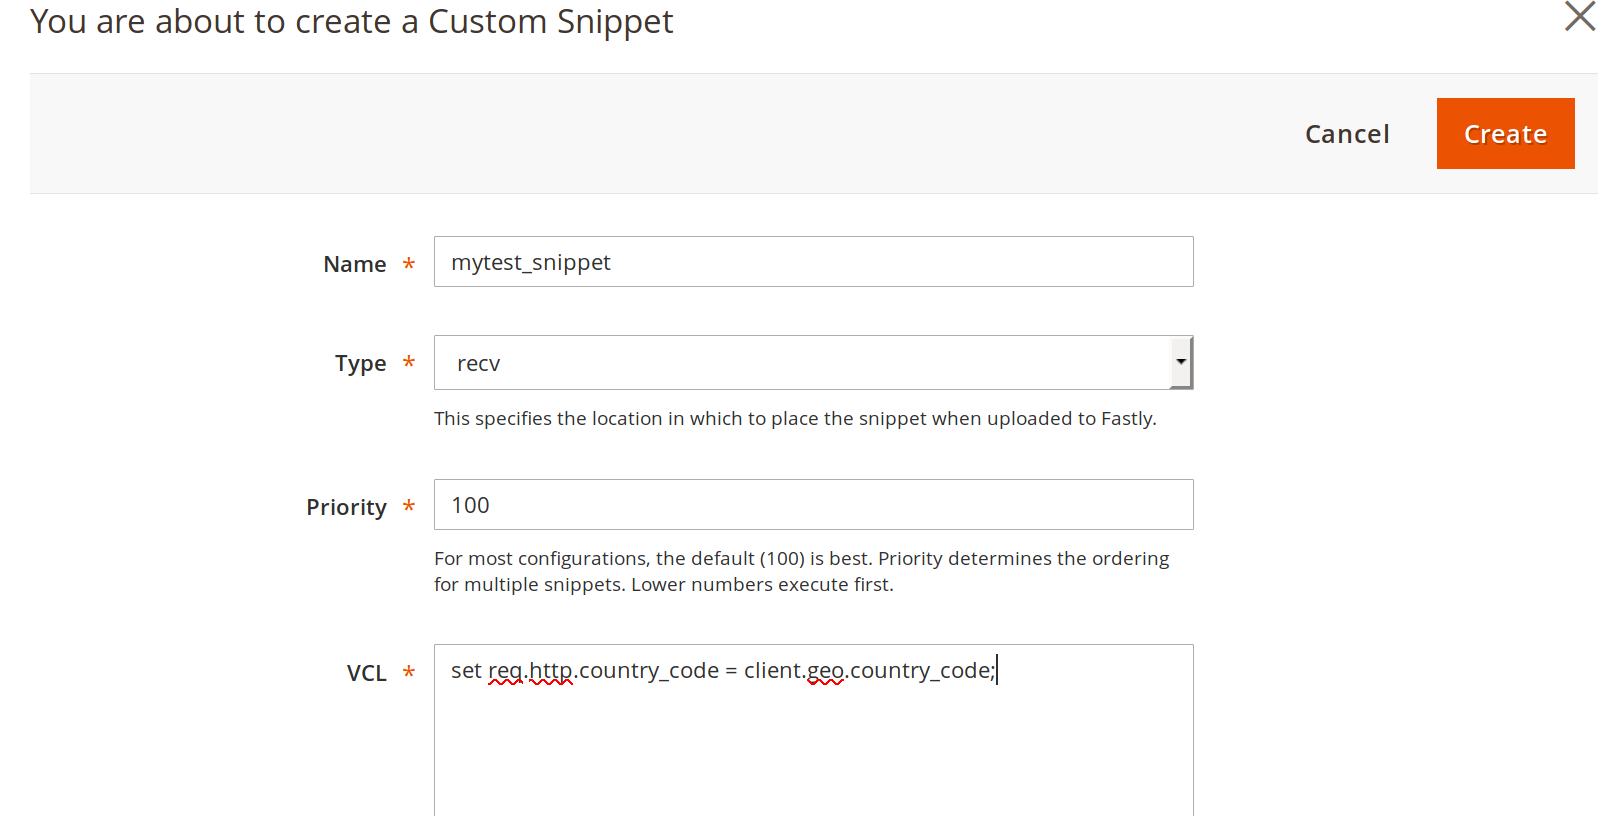 You are about to create a Custom Snippet
Cancel
Create
Name *
mytest_snippet
Type *
recv
This specifies the location in which to place the snippet when uploaded to Fastly.
Priority *
100
For most configurations, the default (100) is best. Priority determines the ordering
for multiple snippets. Lower numbers execute first.
VCL *
set req.http.country_code = client.geo.country_code;